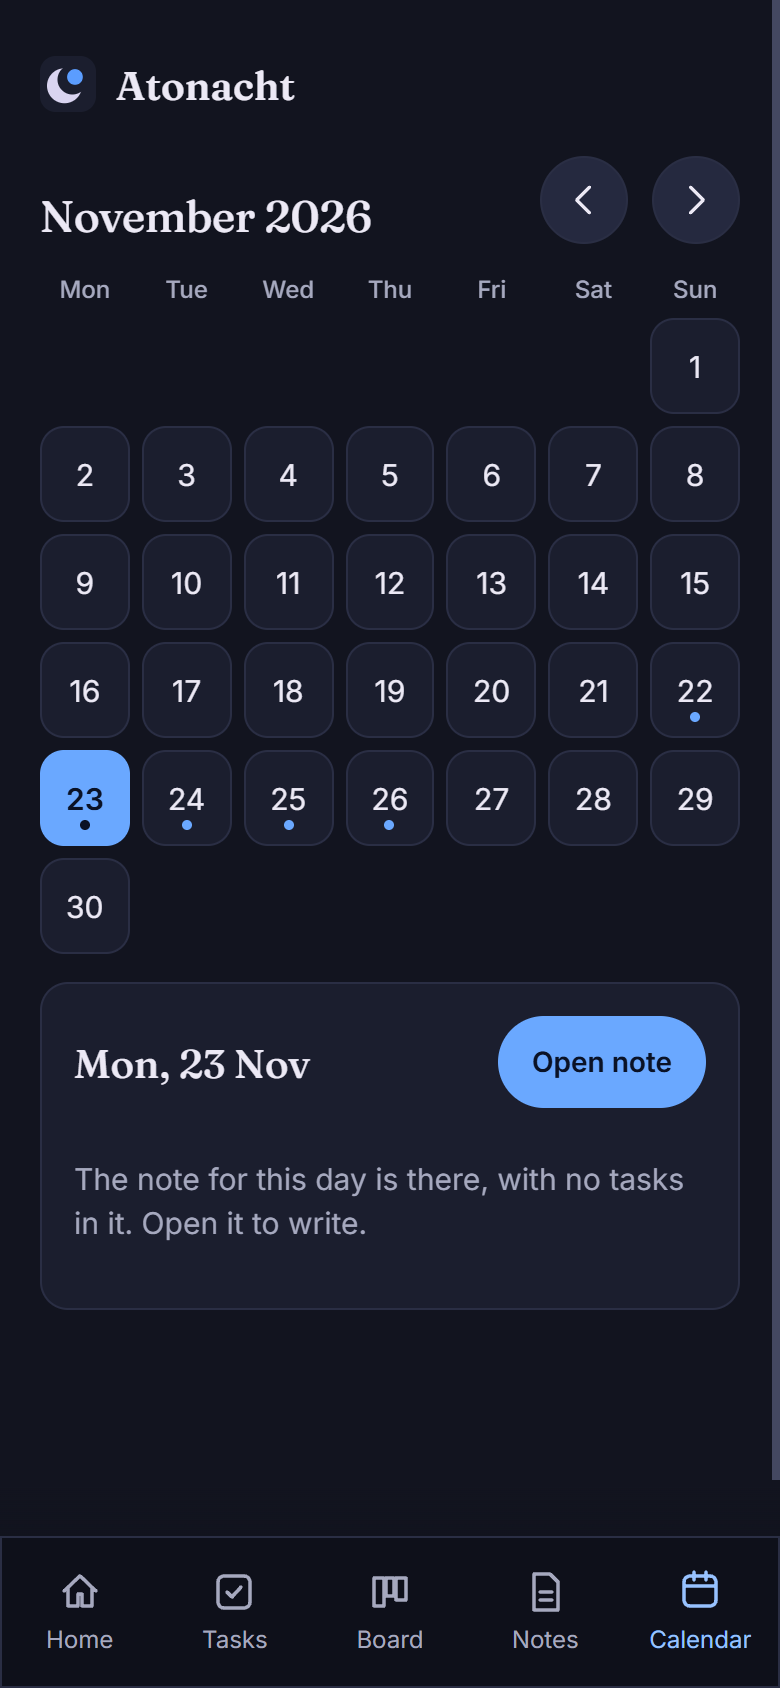 Atonacht
November 2026
Mon Tue Wed Thu Fri Sat Sun
1
2 3 4 5 6 7 8
9 10 11 12 13 14 15
16 17 18 19 20 21 22
23 24 25 26 27 28 29
30
Mon, 23 Nov
Open note
The note for this day is there, with no tasks
in it. Open it to write.
Home Tasks Board Notes Calendar